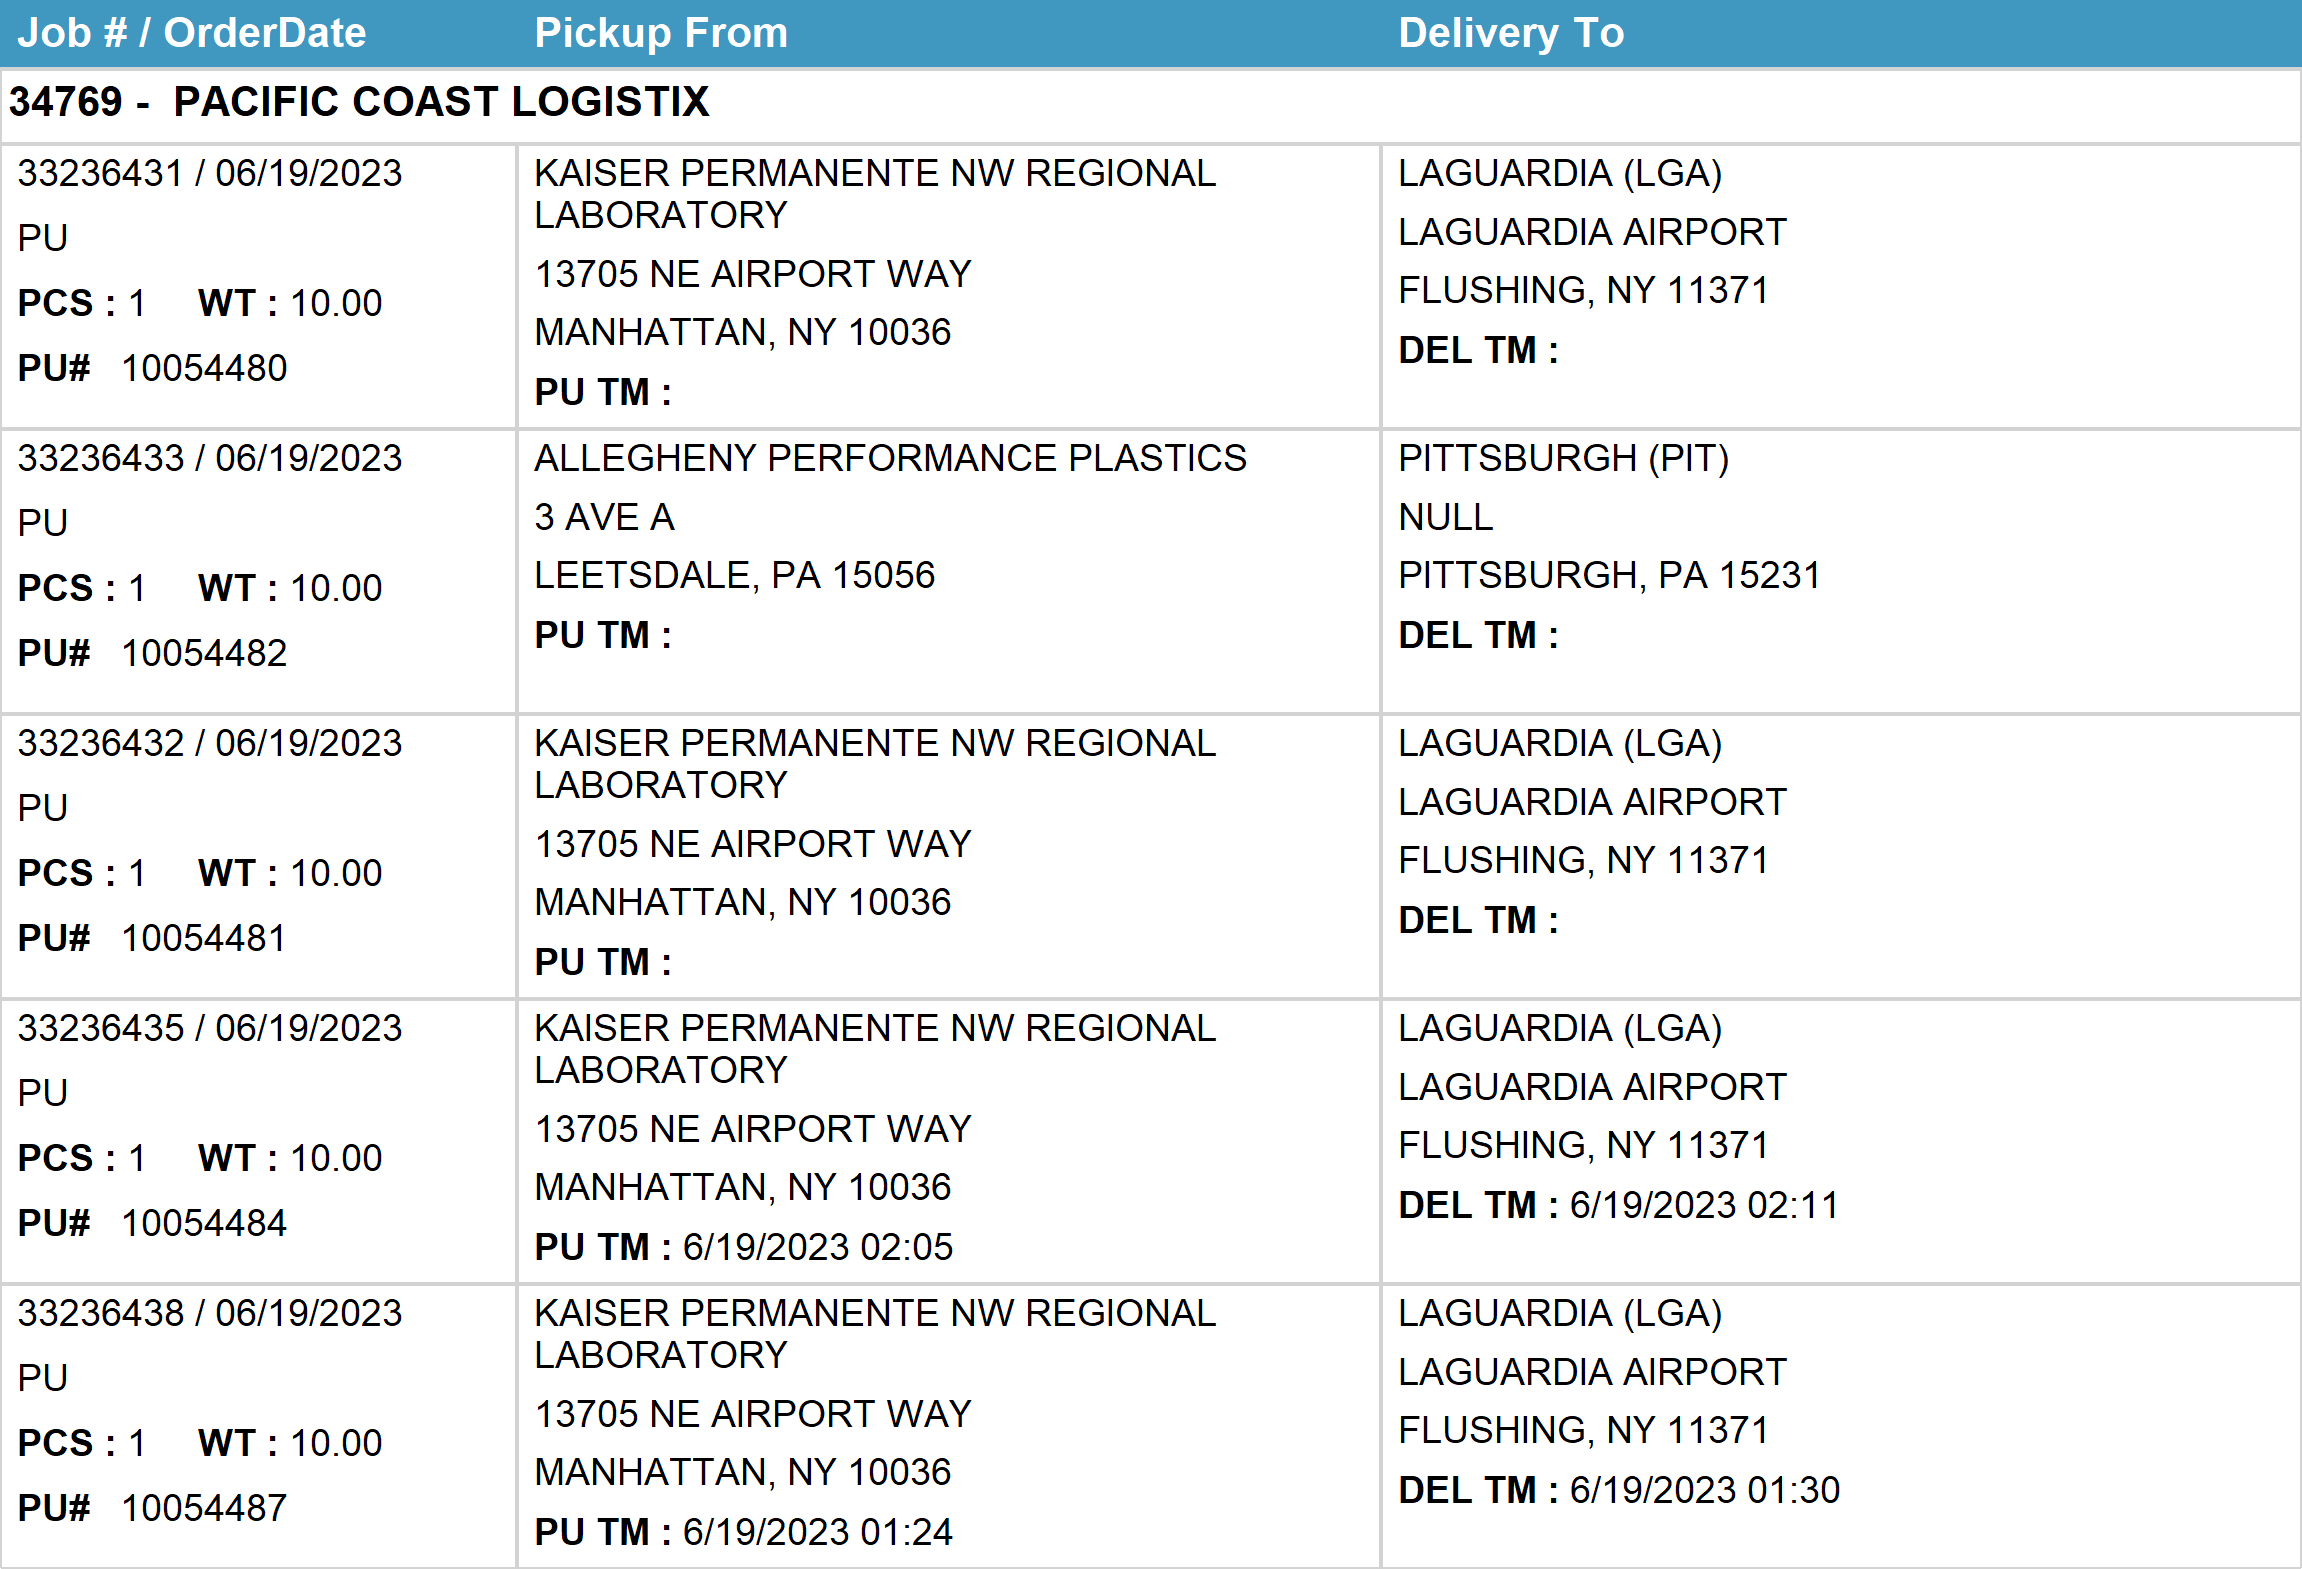 Job # / OrderDate Pickup From Delivery To
34769 - PACIFIC COAST LOGISTIX
33236431 / 06/19/2023
PU
PCS : 1 WT : 10.00
PU# 10054480
KAISER PERMANENTE NW REGIONAL
LABORATORY
13705 NE AIRPORT WAY
MANHATTAN, NY 10036
PU TM :
LAGUARDIA (LGA)
LAGUARDIA AIRPORT
FLUSHING, NY 11371
DEL TM :
33236433 / 06/19/2023
PU
PCS : 1 WT : 10.00
PU# 10054482
ALLEGHENY PERFORMANCE PLASTICS
3 AVE A
LEETSDALE, PA 15056
PU TM :
PITTSBURGH (PIT)
NULL
PITTSBURGH, PA 15231
DEL TM :
33236432 / 06/19/2023
PU
PCS : 1 WT : 10.00
PU# 10054481
KAISER PERMANENTE NW REGIONAL
LABORATORY
13705 NE AIRPORT WAY
MANHATTAN, NY 10036
PU TM :
LAGUARDIA (LGA)
LAGUARDIA AIRPORT
FLUSHING, NY 11371
DEL TM :
33236435 / 06/19/2023
PU
PCS : 1 WT : 10.00
PU# 10054484
KAISER PERMANENTE NW REGIONAL
LABORATORY
13705 NE AIRPORT WAY
MANHATTAN, NY 10036
PU TM : 6/19/2023 02:05
LAGUARDIA (LGA)
LAGUARDIA AIRPORT
FLUSHING, NY 11371
DEL TM : 6/19/2023 02:11
33236438 / 06/19/2023
PU
PCS : 1 WT : 10.00
PU# 10054487
KAISER PERMANENTE NW REGIONAL
LABORATORY
13705 NE AIRPORT WAY
MANHATTAN, NY 10036
PU TM : 6/19/2023 01:24
LAGUARDIA (LGA)
LAGUARDIA AIRPORT
FLUSHING, NY 11371
DEL TM : 6/19/2023 01:30